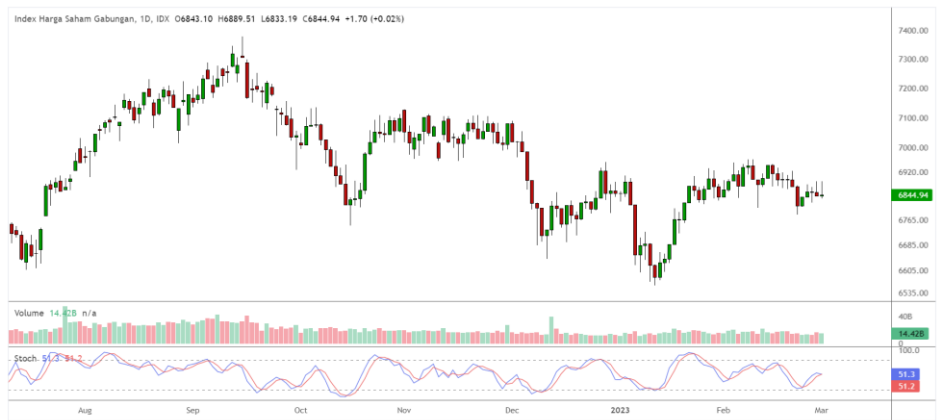 Index Harga Saham Gabungan, 1D, IDX O6843.10 H6889.51 L6833.19 C6844.94 +1.70 (+0.02%)
7400.00
7300.00
7200.00
7100.00
7000.00
6920.00
6844.94
6765.00
6685.00
6605.00
6535.00
Volume 14.42B n/a
40B
14.42B
0
100.0
Stoch 51.3 51.2
51.3
51.2
Aug Sep Oct Nov Dec 2023 Feb Mar